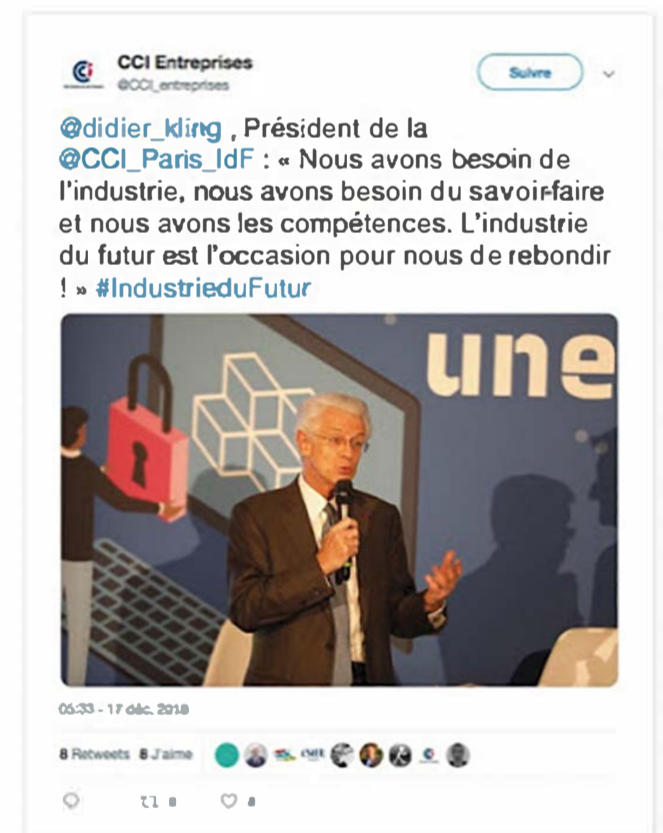 CCI Entreprises
@CCI_entreprises
Suivre
@didier_kling , Président de la
@CCI_Paris_IdF : « Nous avons besoin de
l'industrie, nous avons besoin du savoir-faire
et nous avons les compétences. L'industrie
du futur est l'occasion pour nous de rebondir
! » #IndustrieduFutur
une
05:33 - 17 déc. 2018
8 Retweets 8 J'aime
8 8